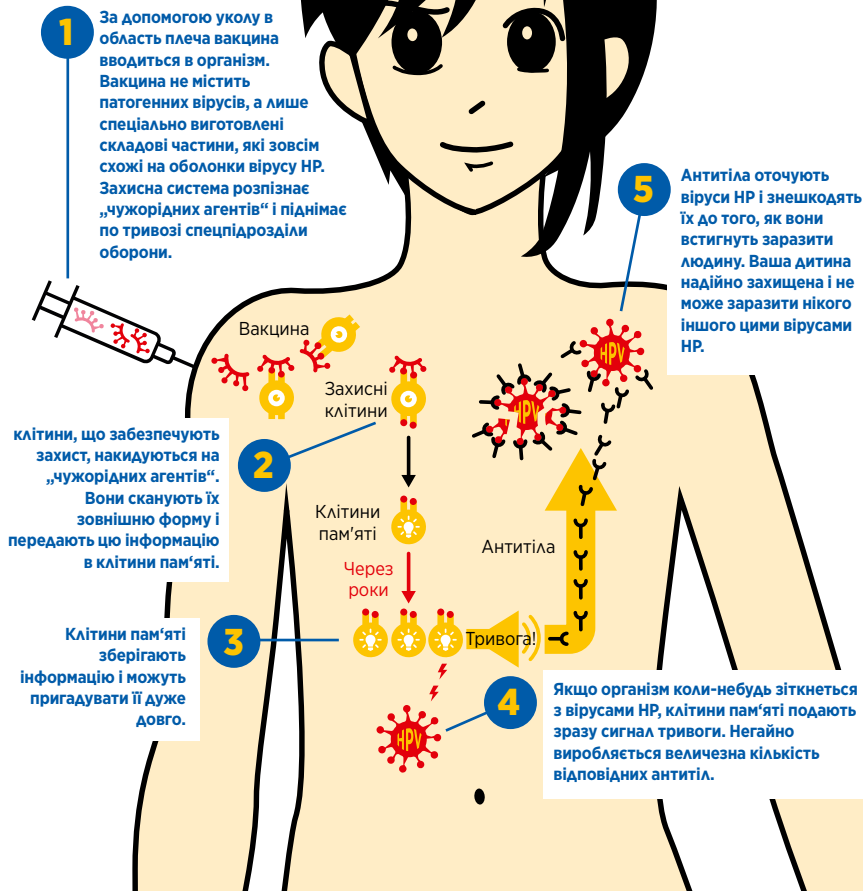 1
За допомогою уколу в
область плеча вакцина
вводиться в організм.
Вакцина не містить
патогенних вірусів, а лише
спеціально виготовлені
складові частини, які зовсім
схожі на оболонки вірусу НР.
Захисна система розпізнає
„чужорідних агентів“ і піднімає
по тривозі спецпідрозділи
оборони.
5
Антитіла оточують
віруси НР і знешкодять
їх до того, як вони
встигнуть заразити
людину. Ваша дитина
надійно захищена і не
може заразити нікого
іншого цими вірусами
НР.
Вакцина
HPV
Захисні
клітини
HPV
2
клітини, що забезпечують
захист, накидуються на
„чужорідних агентів“.
Вони сканують їх
зовнішню форму і
передають цю інформацію
в клітини пам‘яті.
Клітини
пам'яті
Антитіла
Через
роки
3
Клітини пам‘яті
зберігають
інформацію і можуть
пригадувати її дуже
довго.
Тривога!
4
Якщо організм коли-небудь зіткнеться
з вірусами НР, клітини пам‘яті подають
зразу сигнал тривоги. Негайно
виробляється величезна кількість
відповідних антитіл.
HPV